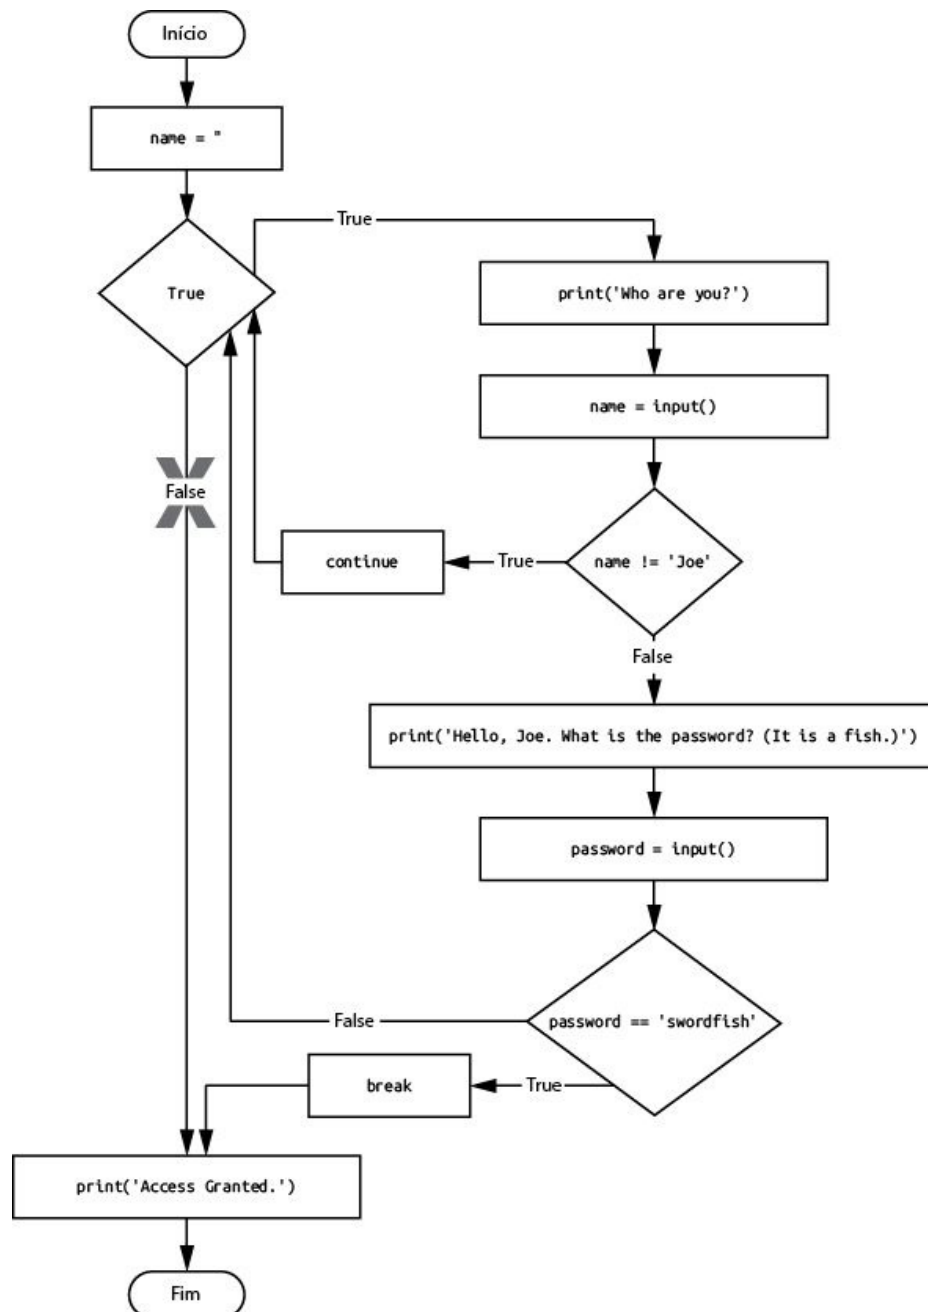 Início
name = "
True
True
print('Who are you?')
name = input()
False
continue
True
name != 'Joe'
False
print('Hello, Joe. What is the password? (It is a fish.)')
password = input()
False
password == 'swordfish'
break
True
print('Access Granted.')
Fim